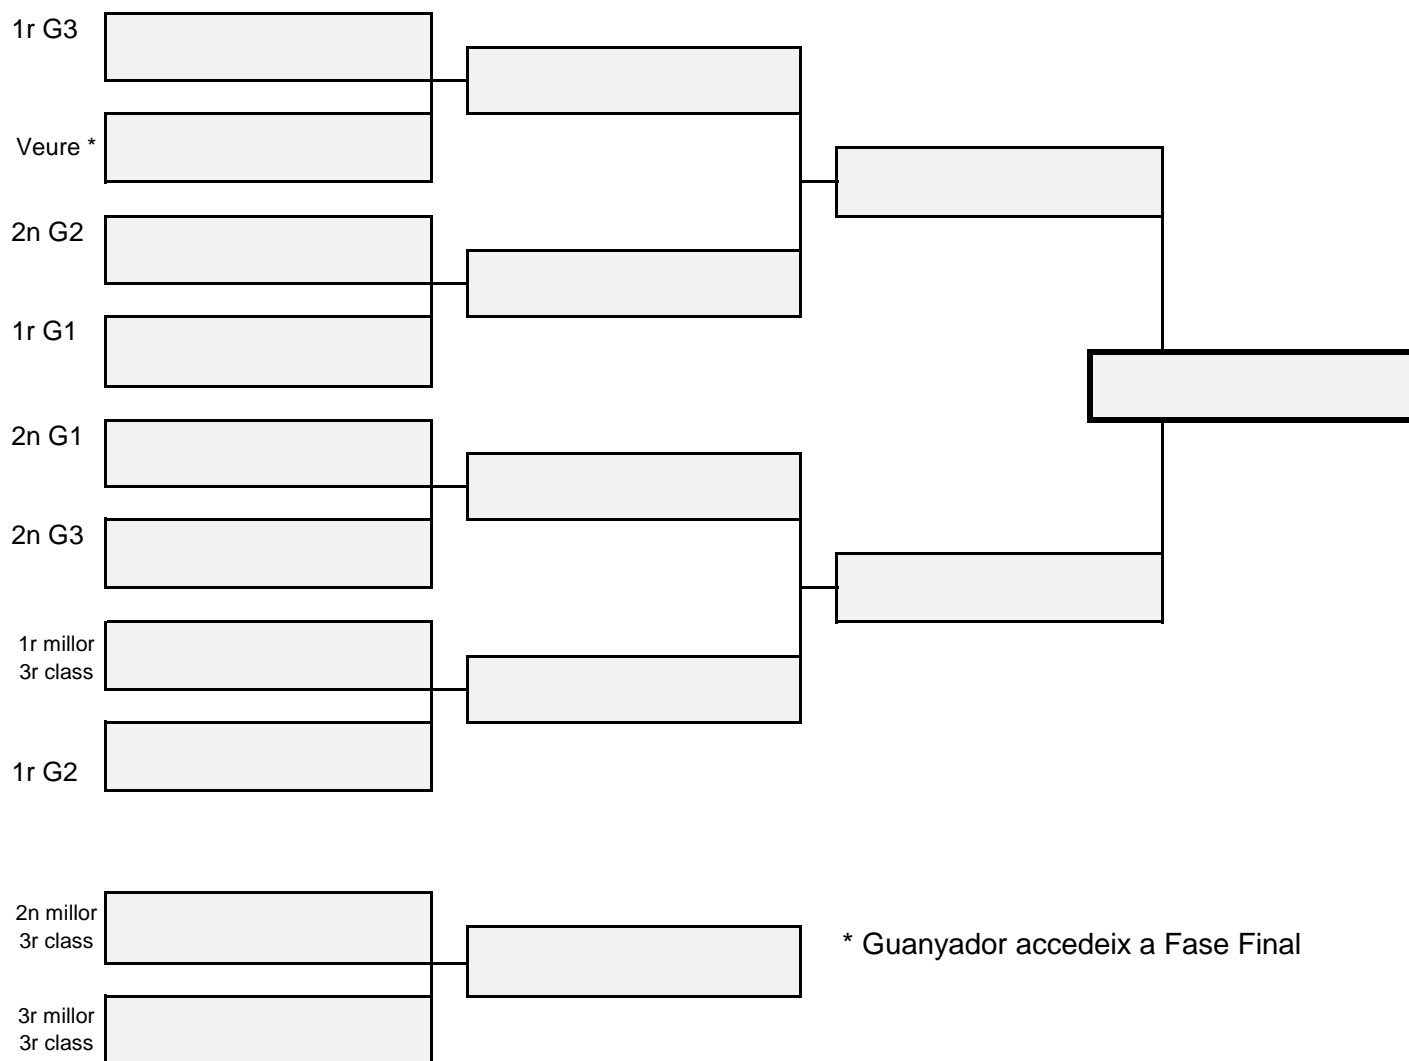 1r G3
Veure *
2n G2
1r G1
2n G1
2n G3
1r millor
3r class
1r G2
2n millor
3r class
* Guanyador accedeix a Fase Final
3r millor
3r class